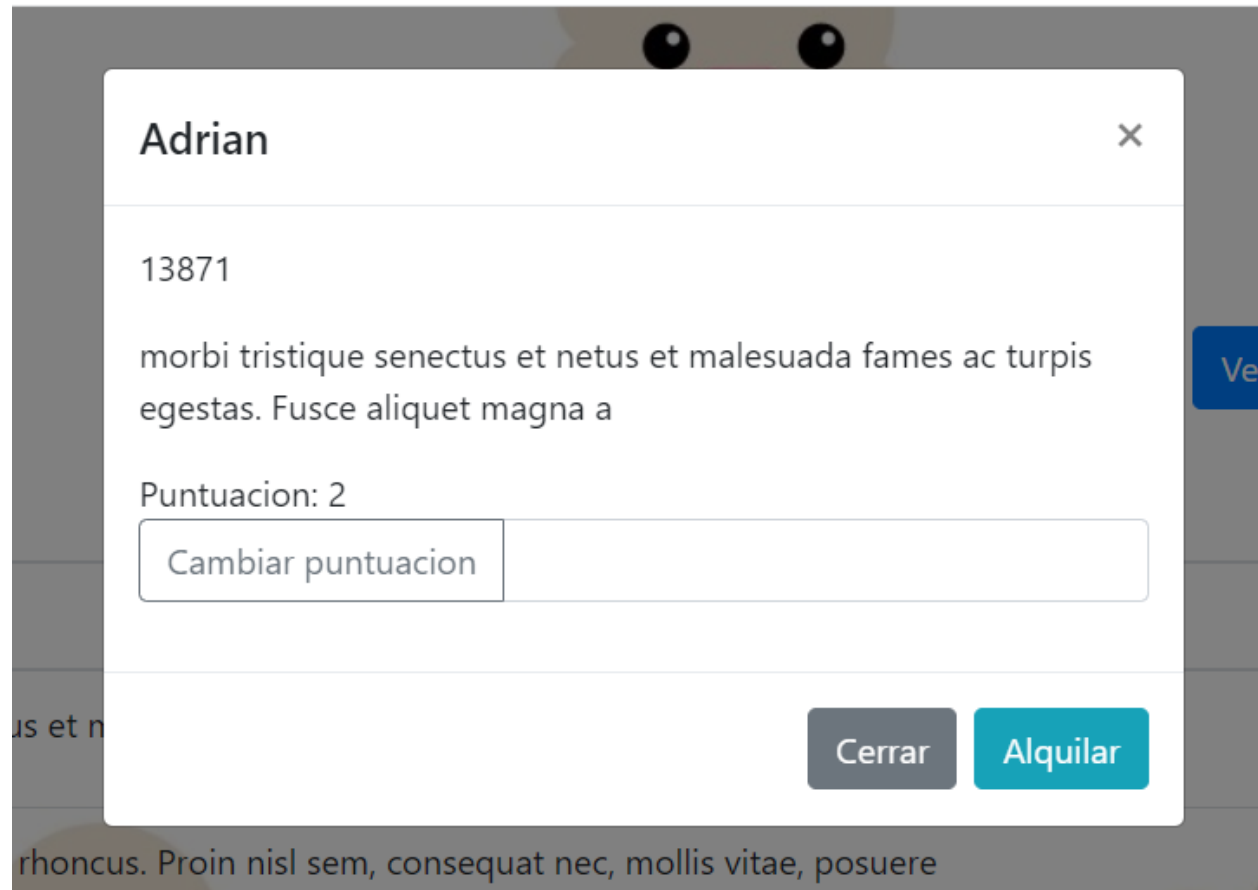 Adrian
×
13871
morbi tristique senectus et netus et malesuada fames ac turpis
egestas. Fusce aliquet magna a
Ve
Puntuacion: 2
Cambiar puntuacion
us et n
Cerrar
Alquilar
rhoncus. Proin nisl sem, consequat nec, mollis vitae, posuere